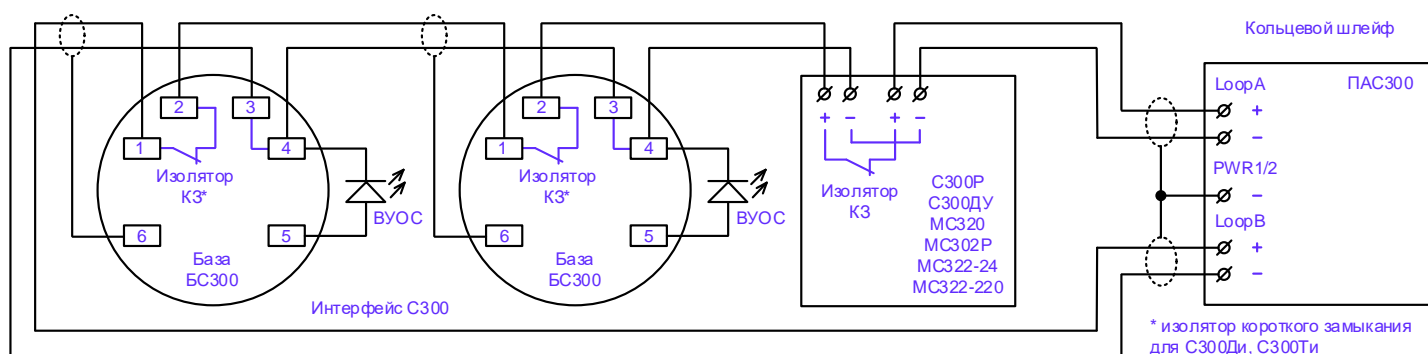 Кольцевой шлейф
LoopA
ПАС300
+
−
PWR1/2
−
LoopB
+
−
2
3
1
4
Изолятор
КЗ*
ВУОС
6
5
База
БС300
2
3
1
4
Изолятор
КЗ*
ВУОС
6
5
База
БС300
+ − + −
Изолятор
КЗ
С300Р
С300ДУ
МС320
МС302Р
МС322-24
МС322-220
Интерфейс С300
* изолятор короткого замыкания
для С300Ди, С300Ти